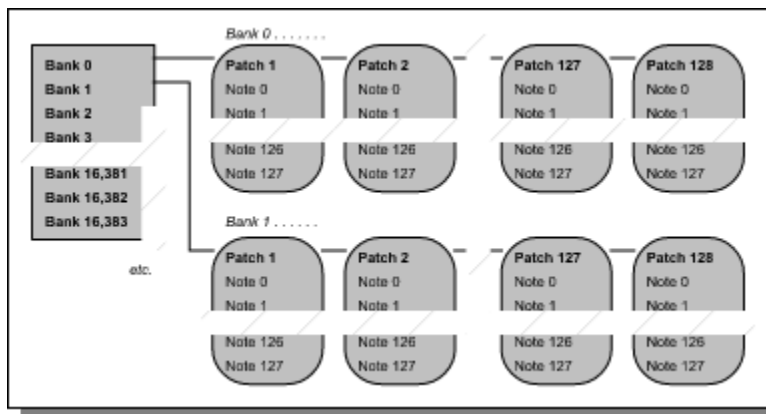 Bank 0 . . . . . . .
Bank 0
Bank 1
Bank 2
Bank 3
Bank 16,381
Bank 16,382
Bank 16,383
etc.
Patch 1
Note 0
Note 1
Note 126
Note 127
Patch 2
Note 0
Note 1
Note 126
Note 127
Patch 127
Note 0
Note 1
Note 126
Note 127
Patch 128
Note 0
Note 1
Note 126
Note 127
Bank 1 . . . . . .
Patch 1
Note 0
Note 1
Note 126
Note 127
Patch 2
Note 0
Note 1
Note 126
Note 127
Patch 127
Note 0
Note 1
Note 126
Note 127
Patch 128
Note 0
Note 1
Note 126
Note 127